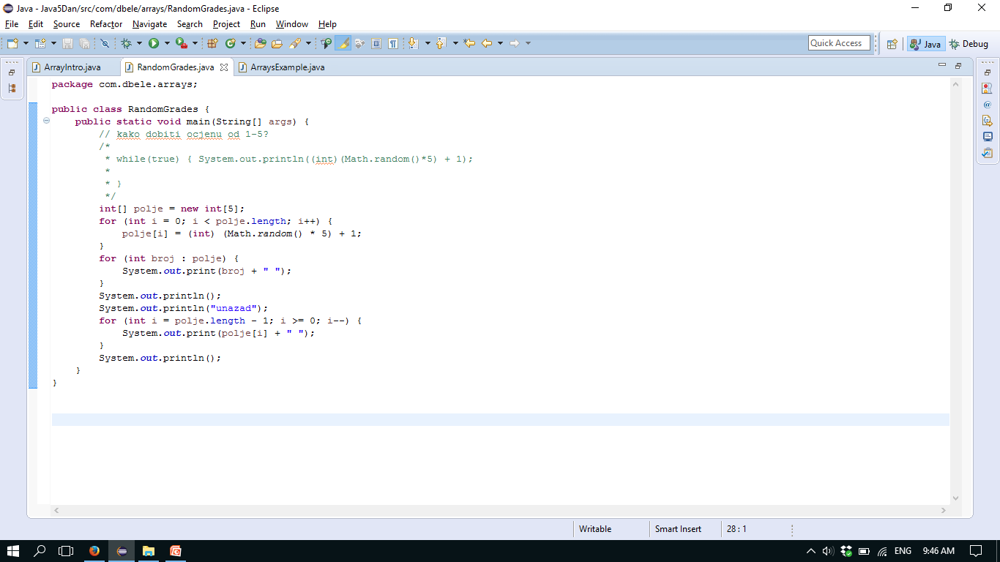 Java - Java5Dan/src/com/dbele/arrays/RandomGrades.java - Eclipse
File Edit Source Refactor Navigate Search Project Run Window Help
Quick Access Java Debug
ArrayIntro.java RandomGrades.java ArraysExample.java
package com.dbele.arrays;
public class RandomGrades {
public static void main(String[] args) {
// kako dobiti ocjenu od 1-5?
/*
* while(true) { System.out.println((int)(Math.random()*5) + 1);
*
* }
*/
int[] polje = new int[5];
for (int i = 0; i < polje.length; i++) {
polje[i] = (int) (Math.random() * 5) + 1;
}
for (int broj : polje) {
System.out.print(broj + " ");
}
System.out.println();
System.out.println("unazad");
for (int i = polje.length - 1; i >= 0; i--) {
System.out.print(polje[i] + " ");
}
System.out.println();
}
}
Writable Smart Insert 28 : 1
ENG 9:46 AM